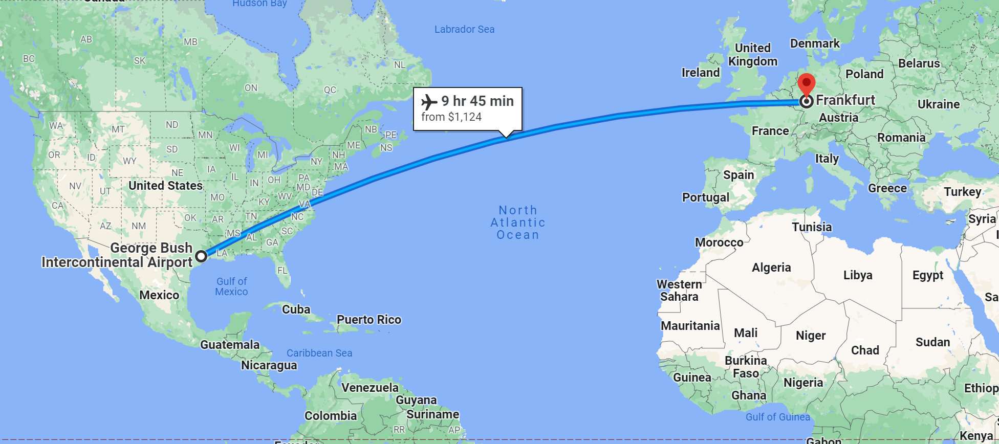 Canada
Hudson Bay
Labrador Sea
AB
MB
BC
SK
NL
ON
QC
Denmark
United
Kingdom
Ireland
Poland
Belarus
Frankfurt
Ukraine
Austria
9 hr 45 min
from $1,124
WA
MT
ND
MN
NB
PE
NS
ME
France
Romania
OR
ID
WY
SD
WI
MI
NH
NY
MA
Italy
NE
IA
IL
IN
OH
PA
MD
DE
Spain
NV
UT
United States
MO
KY
WV
VA
Portugal
Greece
Turkey
CA
AZ
NM
OK
AR
TN
NC
SC
North
Atlantic
Ocean
Tunisia
Syria
MS
AL
GA
LA
Morocco
George Bush
Intercontinental Airport
FL
Algeria
Libya
Egypt
Gulf of
Mexico
Mexico
Western
Sahara
Cuba
Puerto Rico
Mauritania
Mali
Niger
Chad
Sudan
Guatemala
Caribbean Sea
Nicaragua
Burkina
Faso
Guinea
Nigeria
Ghana
Venezuela
Guyana
Suriname
Colombia
Gulf of Guinea
RR
AP
Kenya
Gabon